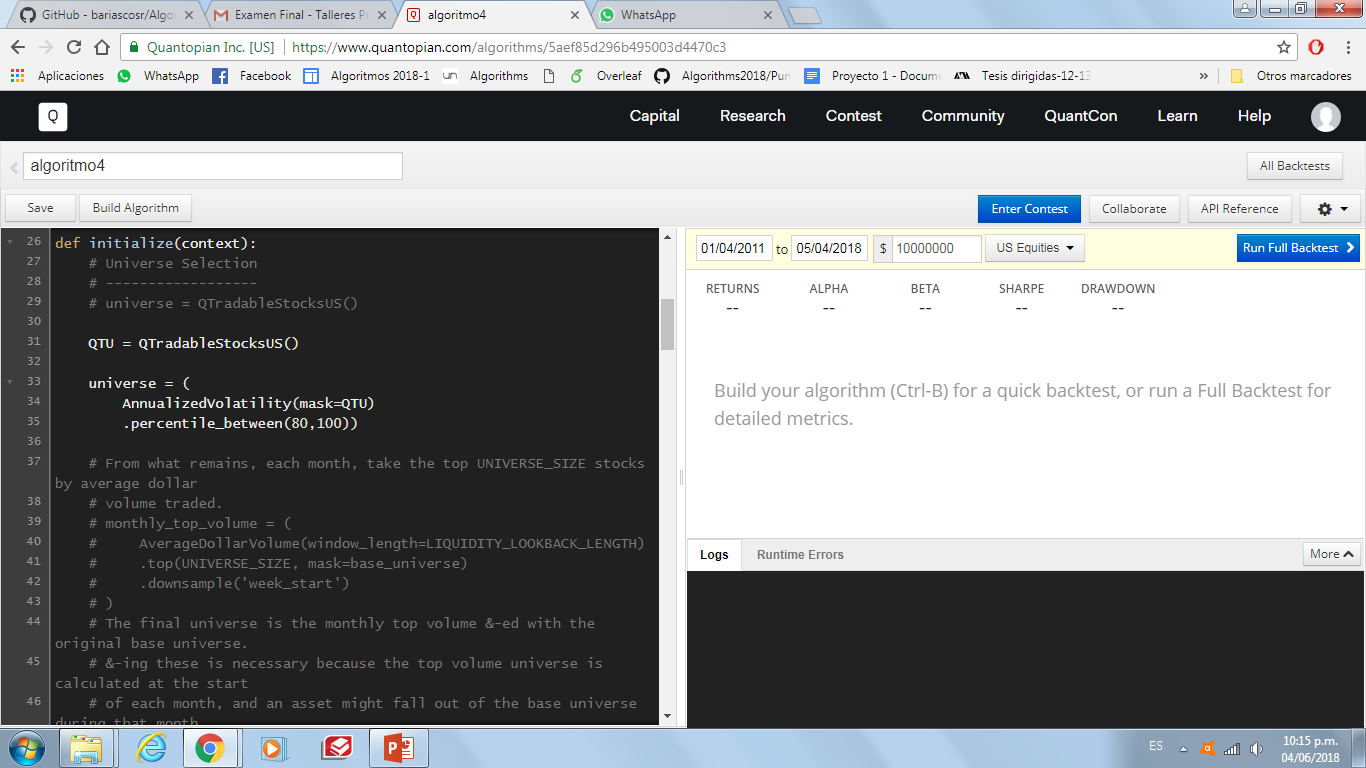 GitHub - bariascosr/Algo
Examen Final - Talleres P
algoritmo4
WhatsApp
Quantopian Inc. [US]
https://www.quantopian.com/algorithms/5aef85d296b495003d4470c3
Aplicaciones
WhatsApp
Facebook
Algoritmos 2018-1
Algorithms
Overleaf
Algorithms2018/Pun
Proyecto 1 - Docum
Tesis dirigidas-12-13
»
Otros marcadores
Q
Capital
Research
Contest
Community
QuantCon
Learn
Help
algoritmo4
All Backtests
Save
Build Algorithm
Enter Contest
Collaborate
API Reference
26 def initialize(context):
27 # Universe Selection
28 # ------------------
29 # universe = QTradableStocksUS()
30
31 QTU = QTradableStocksUS()
32
33 universe = (
34 AnnualizedVolatility(mask=QTU)
35 .percentile_between(80,100))
36
37 # From what remains, each month, take the top UNIVERSE_SIZE stocks
by average dollar
38 # volume traded.
39 # monthly_top_volume = (
40 # AverageDollarVolume(window_length=LIQUIDITY_LOOKBACK_LENGTH)
41 # .top(UNIVERSE_SIZE, mask=base_universe)
42 # .downsample('week_start')
43 # )
44 # The final universe is the monthly top volume &-ed with the
original base universe.
45 # &-ing these is necessary because the top volume universe is
calculated at the start
46 # of each month, and an asset might fall out of the base universe
during that month
01/04/2011 to 05/04/2018 $ 10000000
US Equities
Run Full Backtest
RETURNS ALPHA BETA SHARPE DRAWDOWN
-- -- -- -- --
Build your algorithm (Ctrl-B) for a quick backtest, or run a Full Backtest for
detailed metrics.
Logs
Runtime Errors
More
ES
10:15 p.m.
04/06/2018